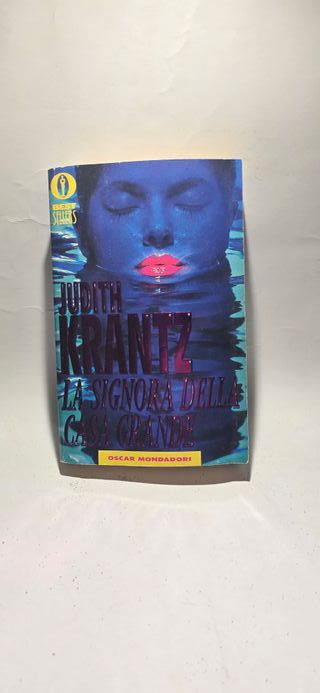 BEST
SELLERS
JUDITH
KRANTZ
LA SIGNORA DELLA
CASA GRANDE
OSCAR MONDADORI